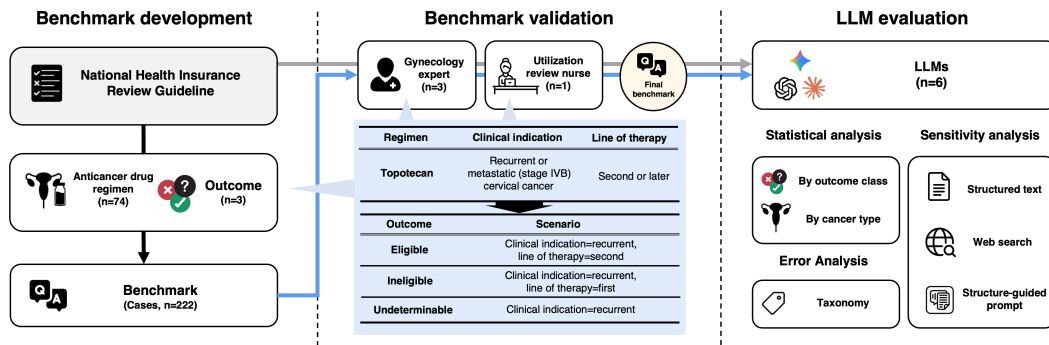 Benchmark development
National Health Insurance
Review Guideline
Anticancer drug
regimen
(n=74)
Outcome
(n=3)
Q
A
Benchmark
(Cases, n=222)
Benchmark validation
Gynecology
expert
(n=3)
Utilization
review nurse
(n=1)
Q
A
Final
benchmark
Regimen Clinical indication Line of therapy
Topotecan
Recurrent or
metastatic (stage IVB)
cervical cancer
Second or later
Outcome Scenario
Eligible
Clinical indication=recurrent,
line of therapy=second
Ineligible
Clinical indication=recurrent,
line of therapy=first
Undeterminable Clinical indication=recurrent
LLM evaluation
LLMs
(n=6)
Statistical analysis
By outcome class
By cancer type
Error Analysis
Taxonomy
Sensitivity analysis
Structured text
Web search
Structure-guided
prompt